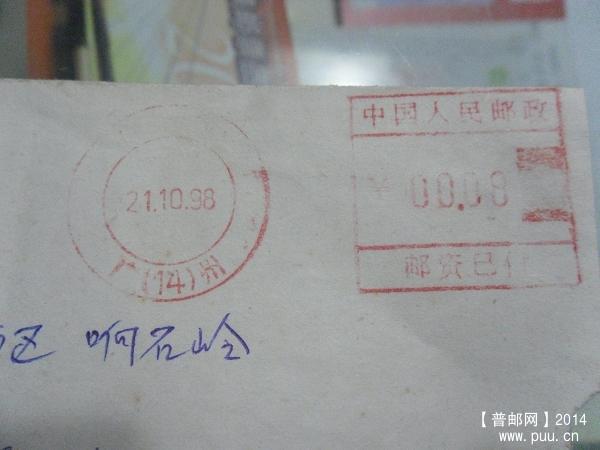 中国人民邮政
¥ 00.08
邮资已付
21.10.98
广(14)州
区 响石岭
【普邮网】2014
www.puu.cn